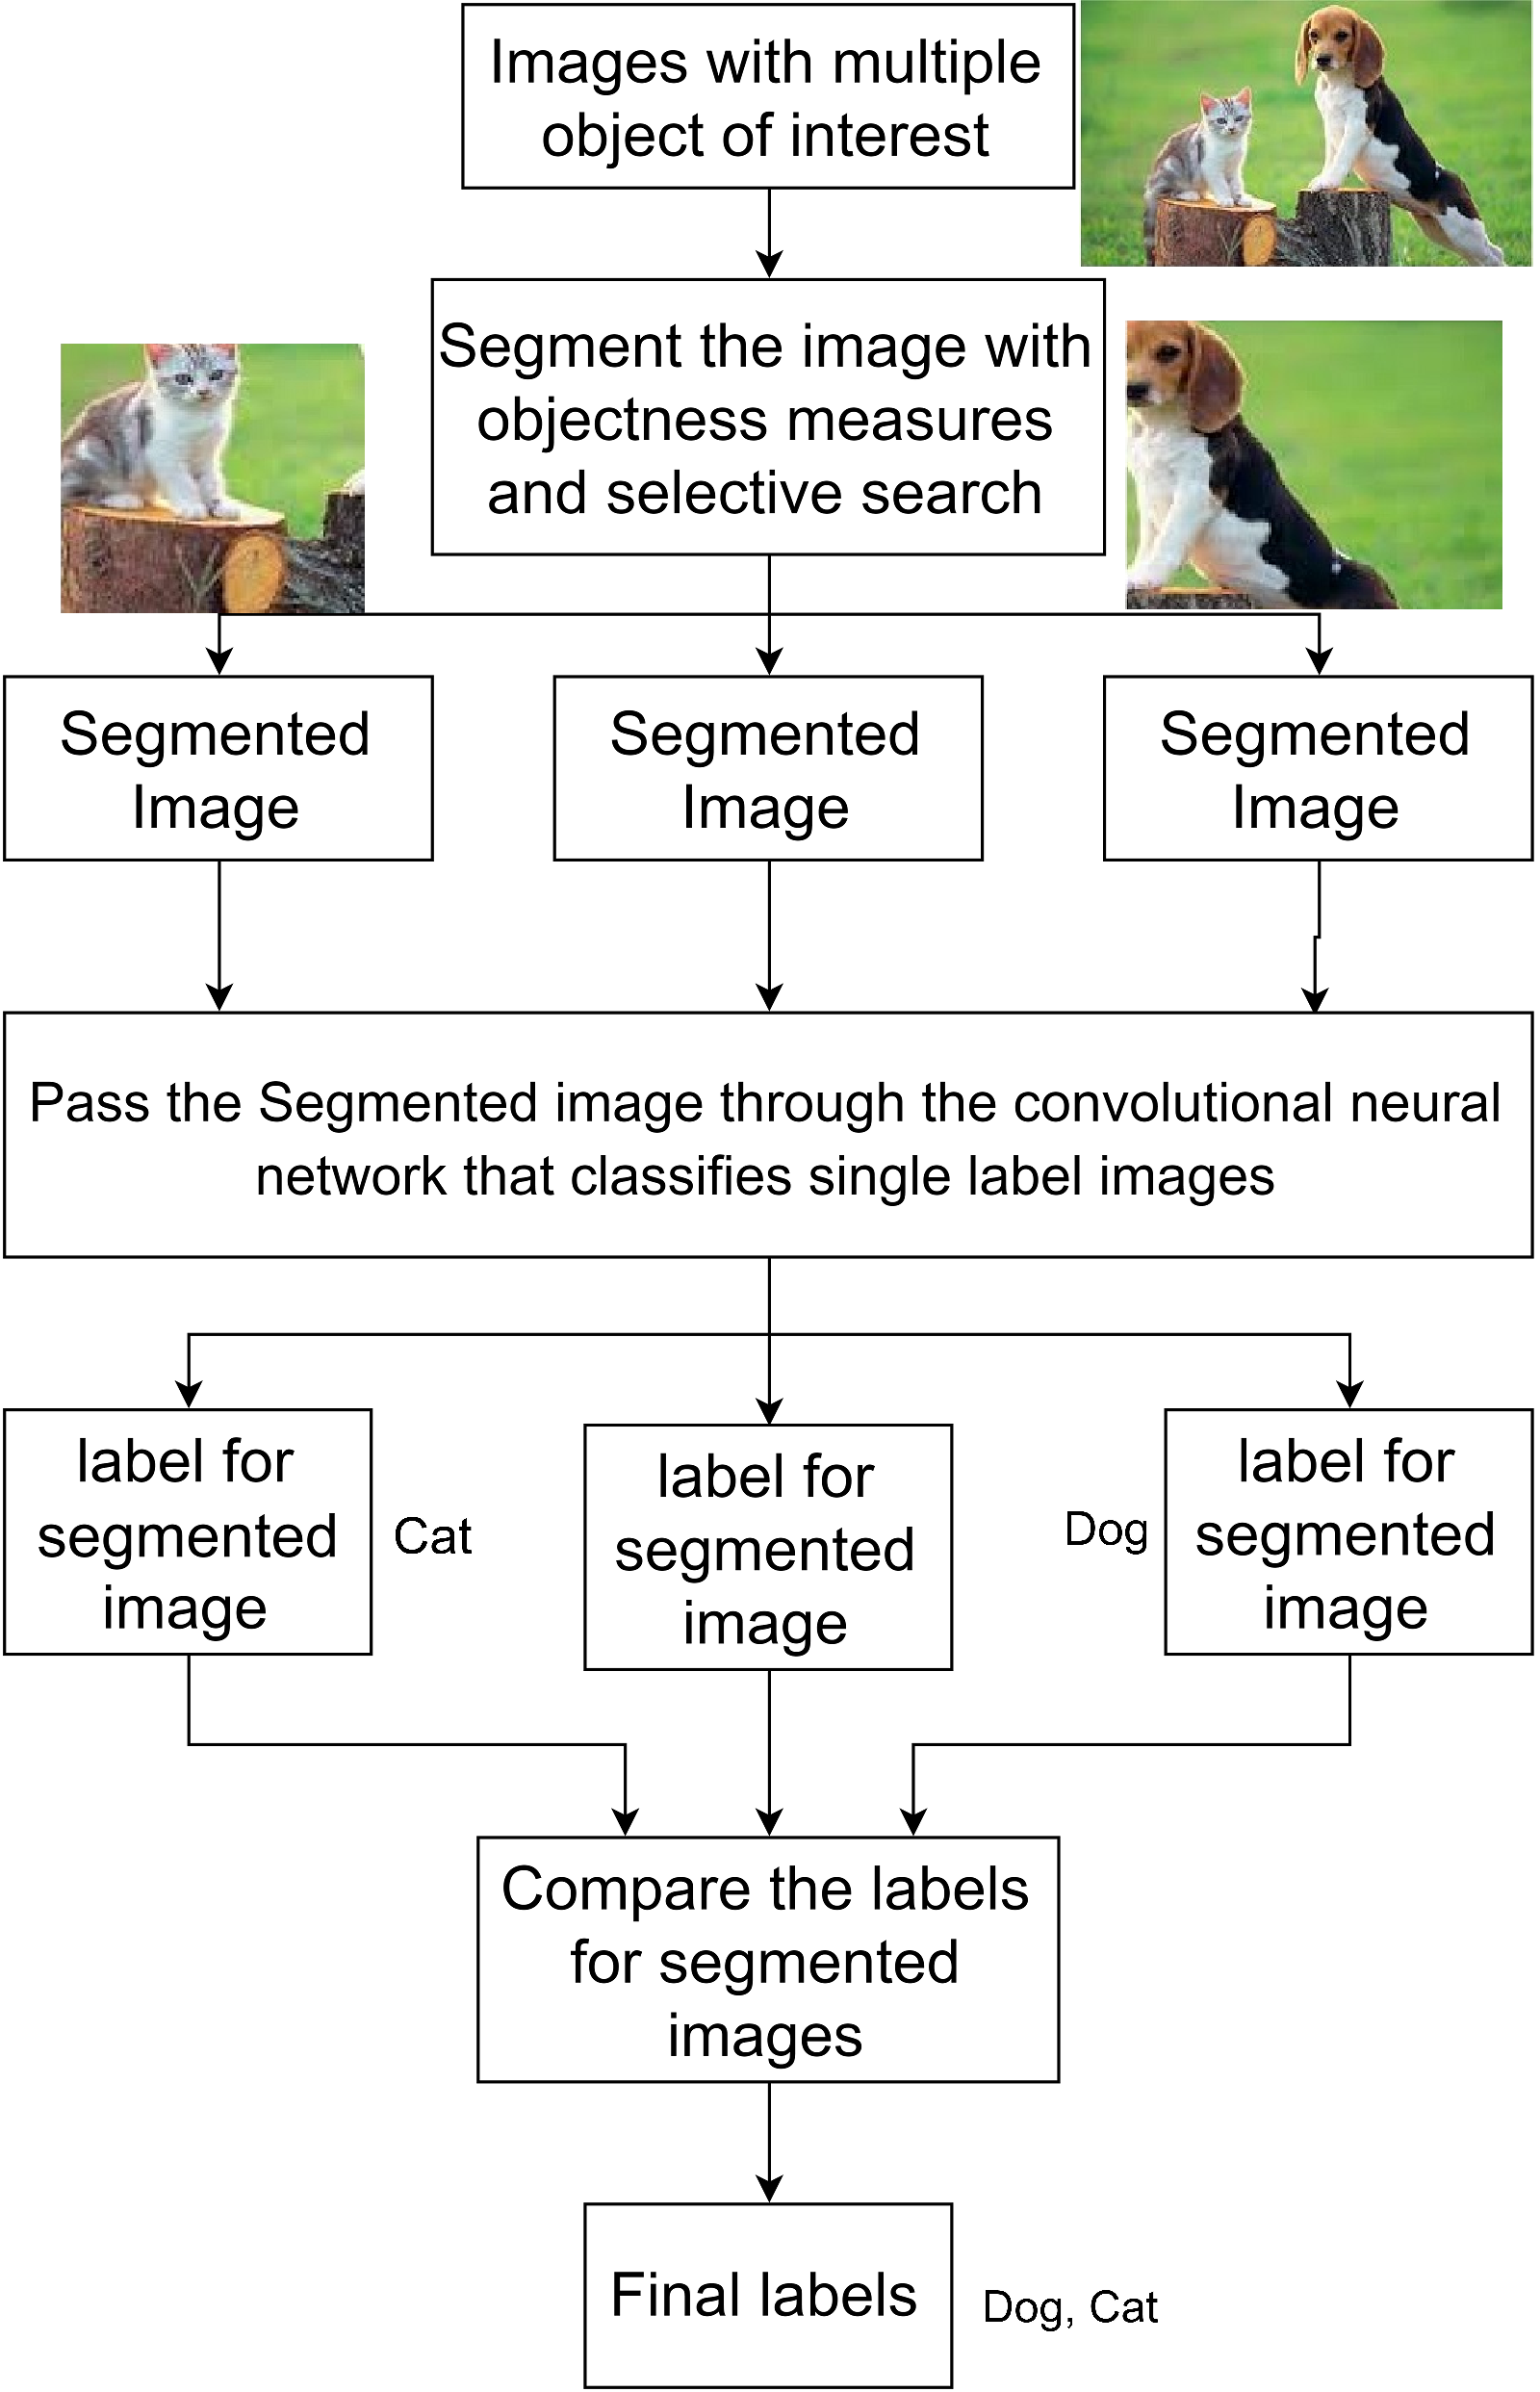 Images with multiple
object of interest
Segment the image with
objectness measures
and selective search
Segmented
Image
Segmented
Image
Segmented
Image
Pass the Segmented image through the convolutional neural
network that classifies single label images
label for
segmented
image
Cat
label for
segmented
image
Dog
label for
segmented
image
Compare the labels
for segmented
images
Final labels
Dog, Cat